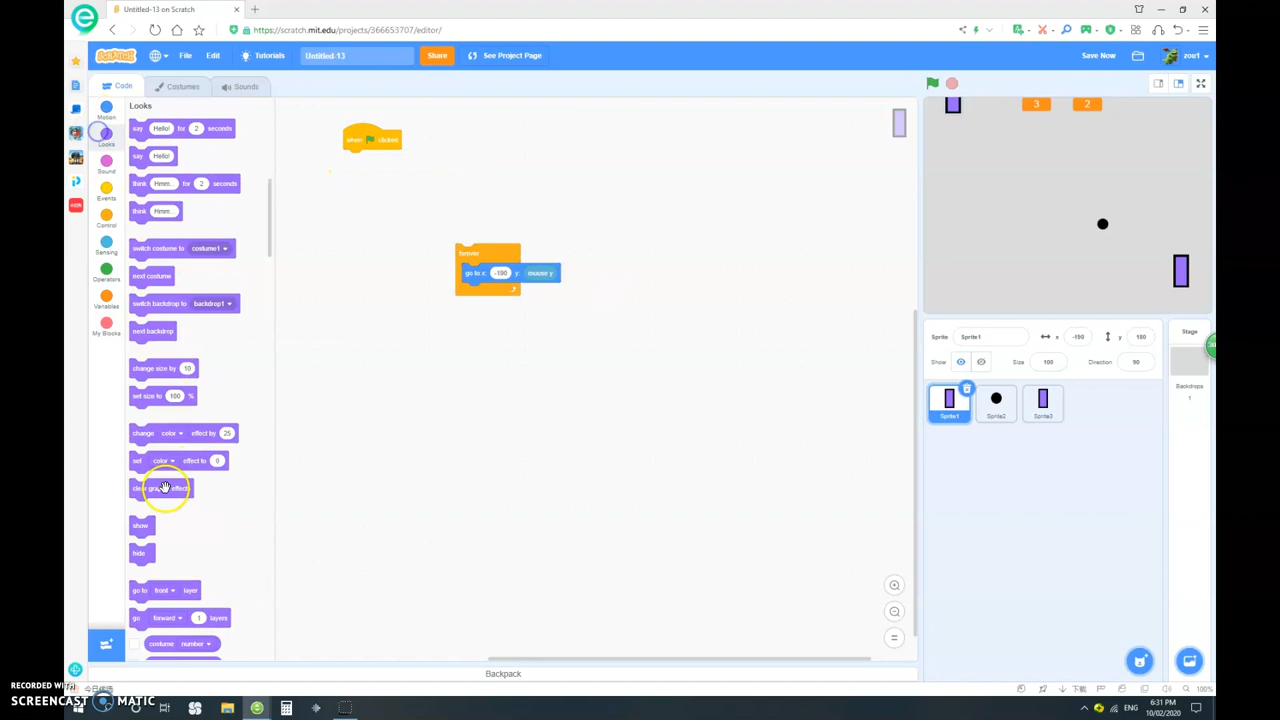 Untitled-13 on Scratch
https://scratch.mit.edu/projects/366653707/editor/
SCRATCH File Edit Tutorials Untitled-13 Share See Project Page Save Now zou1
Code Costumes Sounds
Motion
Looks
Sound
Events
Control
Sensing
Operators
Variables
My Blocks
Looks
say Hello! for 2 seconds
say Hello!
think Hmm... for 2 seconds
think Hmm...
switch costume to costume1
next costume
switch backdrop to backdrop1
next backdrop
change size by 10
set size to 100 %
change color effect by 25
set color effect to 0
show
hide
go to front layer
go forward 1 layers
costume number
when clicked
forever
go to x: -190 y: mouse y
3 2
Sprite Sprite1 x -190 y 180
Show Size 100 Direction 90
Sprite1 Sprite2 Sprite3
Stage
Backdrops
1
Backpack
100%
RECORDED WITH
SCREENCAST MATIC
ENG
6:31 PM
10/02/2020